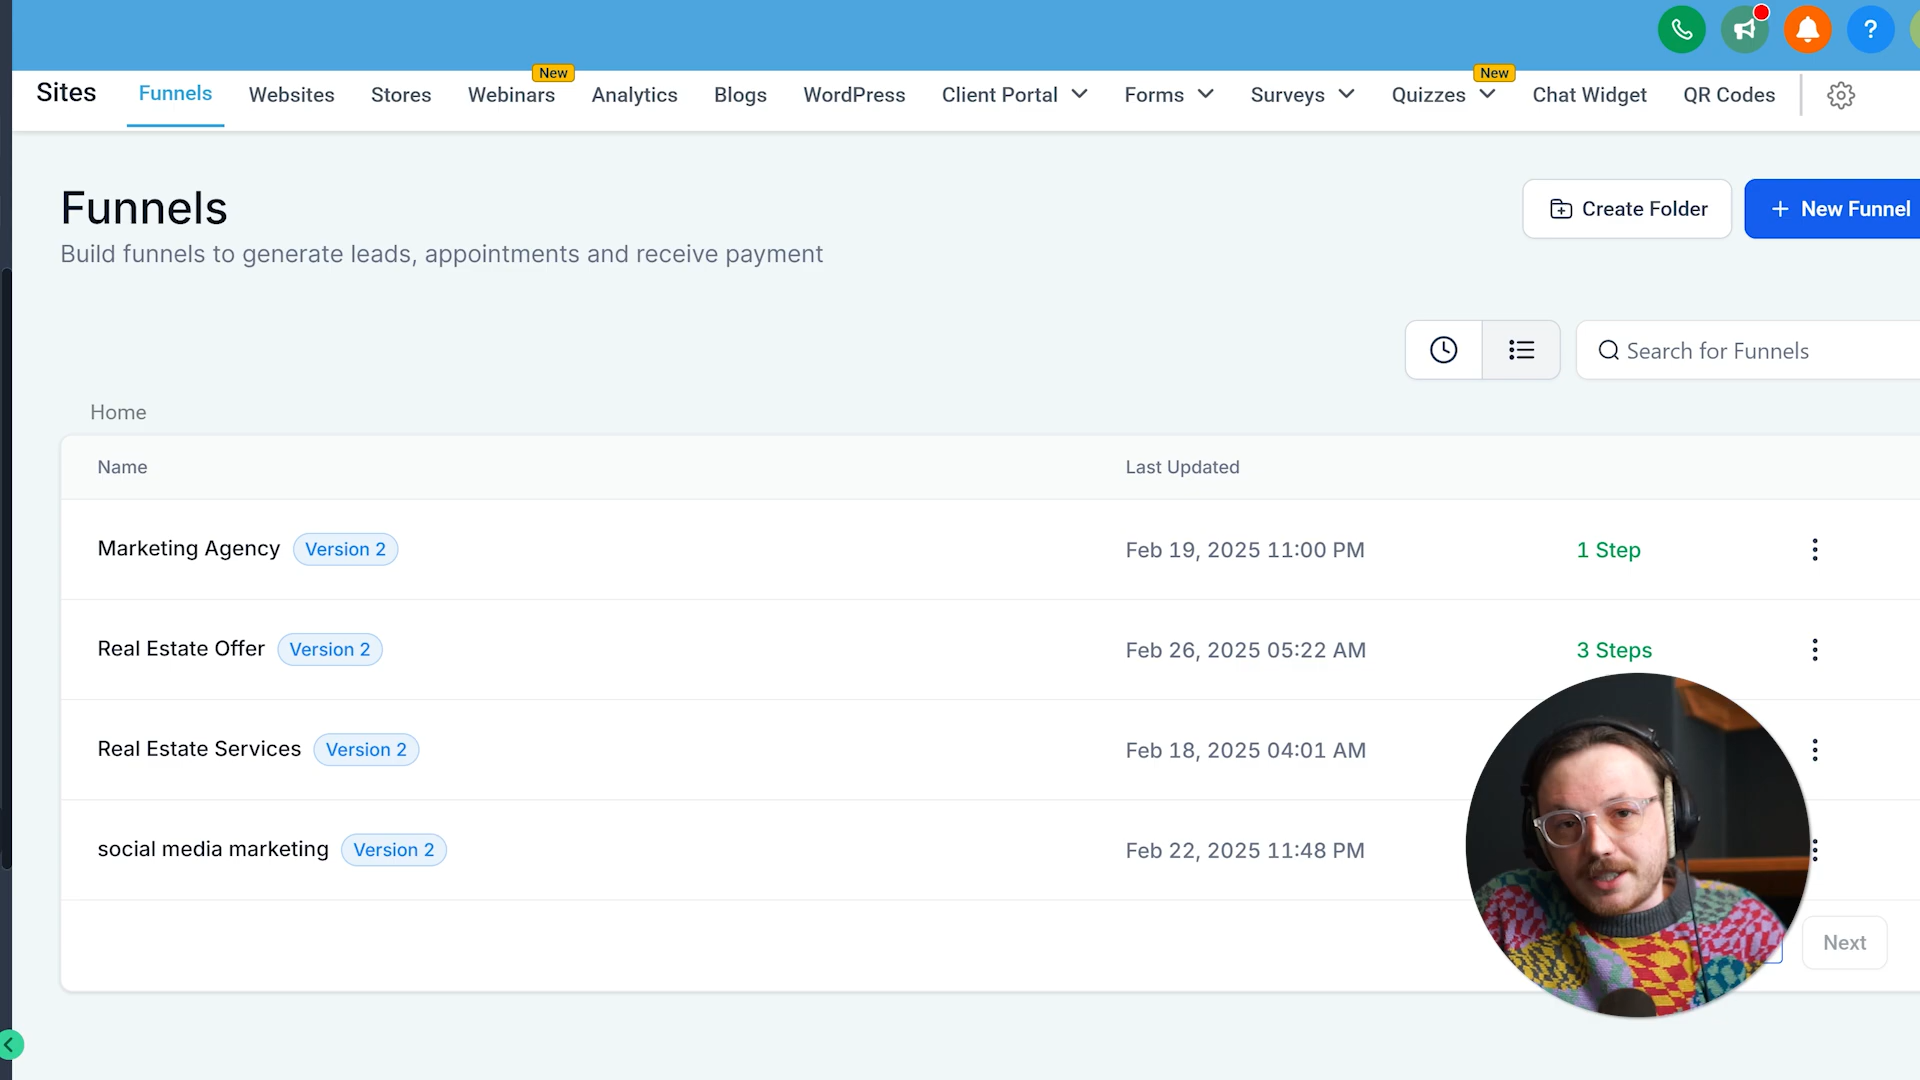 ?
New New
Sites Funnels Websites Stores Webinars Analytics Blogs WordPress Client Portal Forms Surveys Quizzes Chat Widget QR Codes
Funnels
Build funnels to generate leads, appointments and receive payment
Create Folder
+ New Funnel
Search for Funnels
Home
Name Last Updated
Marketing Agency Version 2 Feb 19, 2025 11:00 PM 1 Step
Real Estate Offer Version 2 Feb 26, 2025 05:22 AM 3 Steps
Real Estate Services Version 2 Feb 18, 2025 04:01 AM
social media marketing Version 2 Feb 22, 2025 11:48 PM
Next